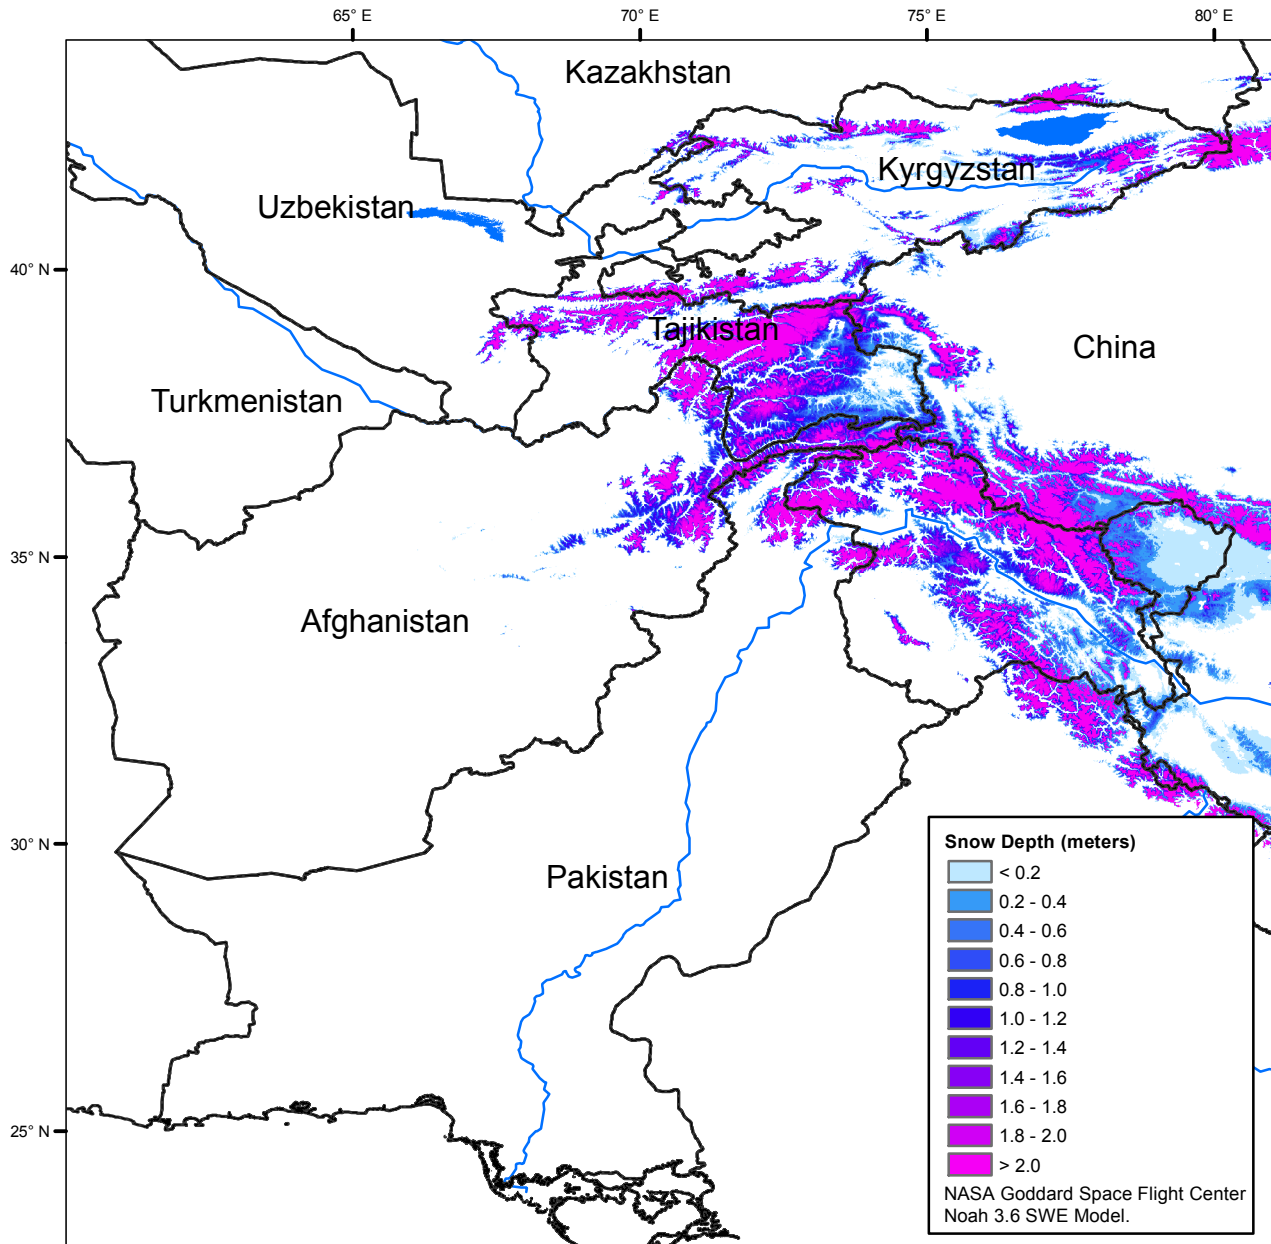 65° E
70° E
75° E
80° E
Kazakhstan
Kyrgyzstan
Uzbekistan
40° N
Tajikistan
China
Turkmenistan
35° N
Afghanistan
30° N
Pakistan
25° N
Snow Depth (meters)
< 0.2
0.2 - 0.4
0.4 - 0.6
0.6 - 0.8
0.8 - 1.0
1.0 - 1.2
1.2 - 1.4
1.4 - 1.6
1.6 - 1.8
1.8 - 2.0
> 2.0
NASA Goddard Space Flight Center
Noah 3.6 SWE Model.